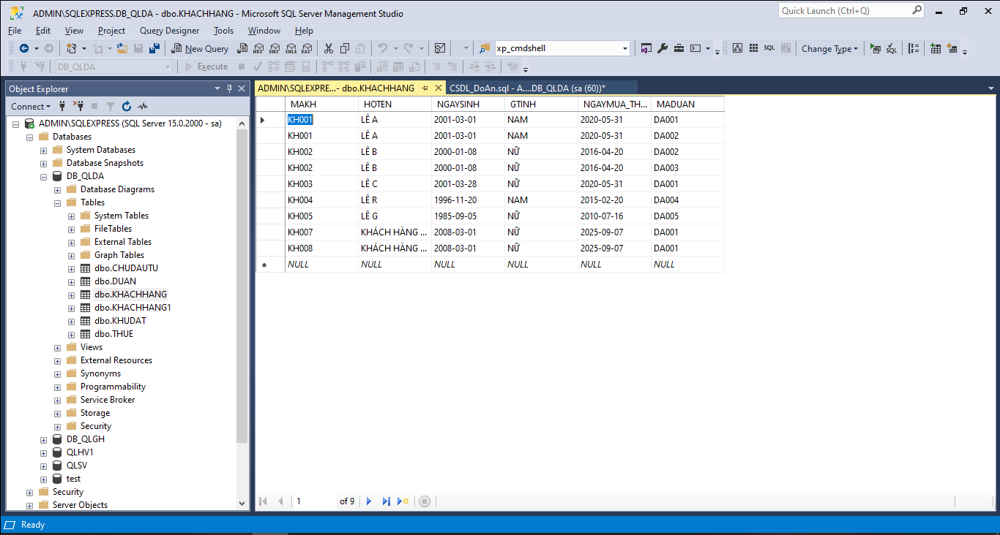 ADMIN\SQLEXPRESS.DB_QLDA - dbo.KHACHHANG - Microsoft SQL Server Management Studio
Quick Launch (Ctrl+Q)
File Edit View Project Query Designer Tools Window Help
New Query MDX DMX XMLA DAX xp_cmdshell SQL Change Type SQL
DB_QLDA Execute
Object Explorer
Connect
ADMIN\SQLEXPRESS (SQL Server 15.0.2000 - sa)
Databases
System Databases
Database Snapshots
DB_QLDA
Database Diagrams
Tables
System Tables
FileTables
External Tables
Graph Tables
dbo.CHUDAUTU
dbo.DUAN
dbo.KHACHHANG
dbo.KHACHHANG1
dbo.KHUDAT
dbo.THUE
Views
External Resources
Synonyms
Programmability
Service Broker
Storage
Security
DB_QLGH
QLHV1
QLSV
test
Security
Server Objects
ADMIN\SQLEXPRE...- dbo.KHACHHANG CSDL_DoAn.sql - A....DB_QLDA (sa (60))*
MAKH HOTEN NGAYSINH GTINH NGAYMUA_TH... MADUAN
KH001 LÊ A 2001-03-01 NAM 2020-05-31 DA001
KH001 LÊ A 2001-03-01 NAM 2020-05-31 DA002
KH002 LÊ B 2000-01-08 NỮ 2016-04-20 DA002
KH002 LÊ B 2000-01-08 NỮ 2016-04-20 DA003
KH003 LÊ C 2001-03-28 NỮ 2020-05-31 DA001
KH004 LÊ R 1996-11-20 NAM 2015-02-20 DA004
KH005 LÊ G 1985-09-05 NỮ 2010-07-16 DA005
KH007 KHÁCH HÀNG ... 2008-03-01 NỮ 2025-09-07 DA001
KH008 KHÁCH HÀNG ... 2008-03-01 NỮ 2025-09-07 DA001
NULL NULL NULL NULL NULL NULL
1 of 9
Ready